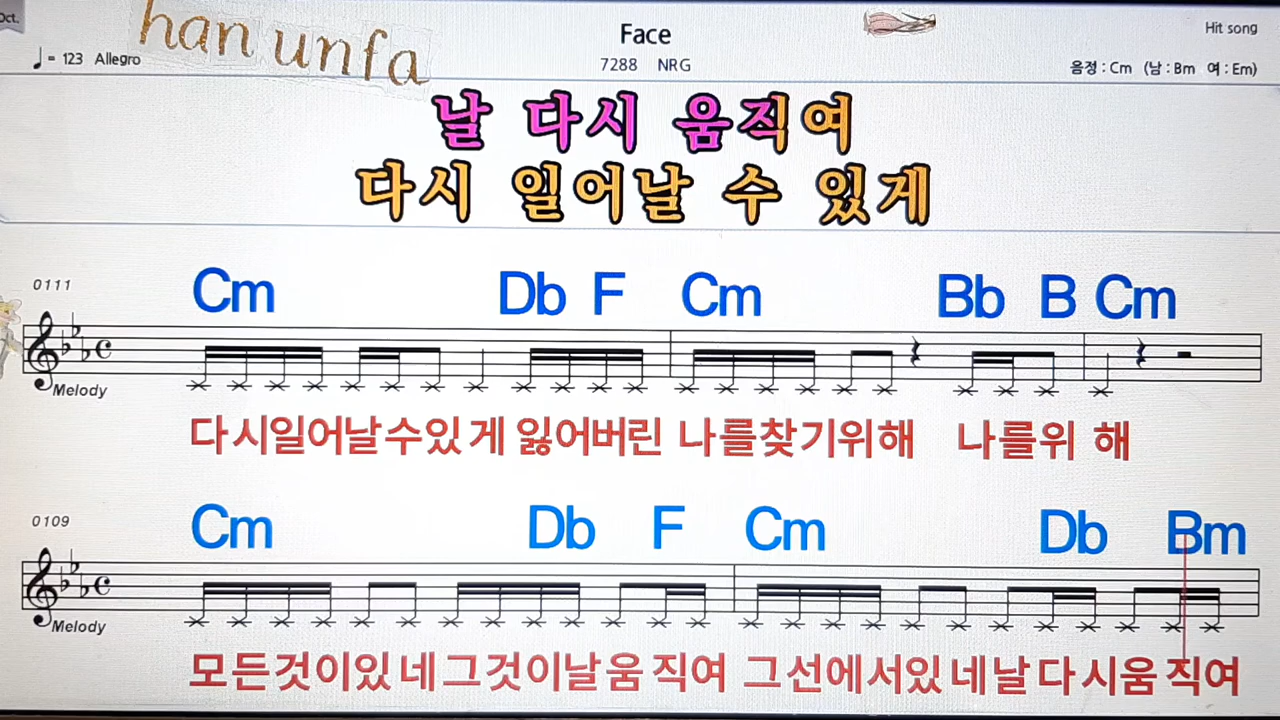 Oct.
han unfa
Face
Hit song
♩= 123 Allegro
7288 NRG
음정 : Cm (남 : Bm 여 : Em)
날 다시 움직여
다시 일어날 수 있게
0111
Cm Db F Cm Bb B Cm
Melody
다시일어날수있게 잃어버린 나를찾기위해 나를위 해
0109
Cm Db F Cm Db Bm
Melody
모든것이있네그것이날움직여 그선에서있네날다시움직여